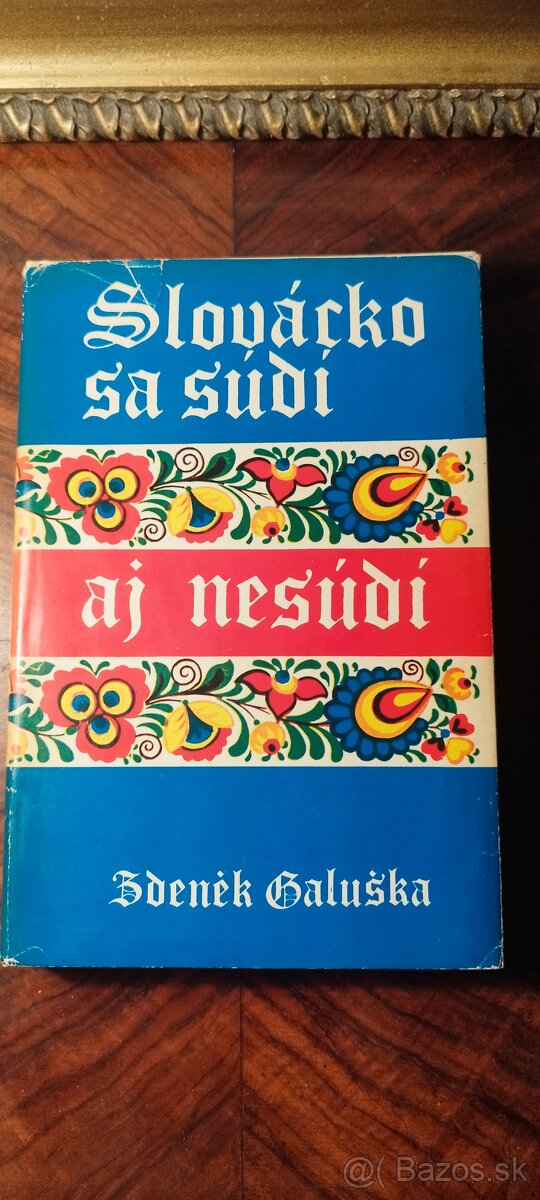 Slovácko
sa súdí
aj nesúdí
Zdeněk Galuška
@ Bazos.sk